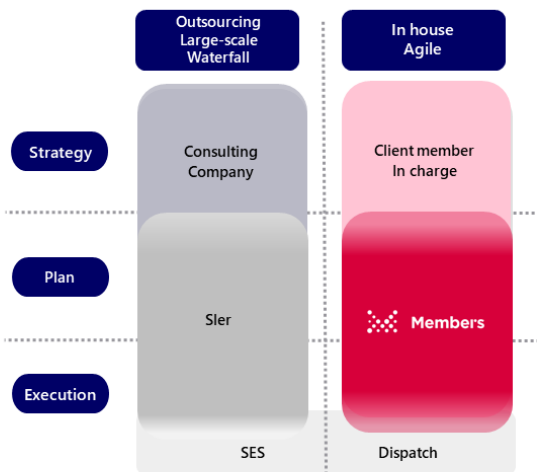 Outsourcing
Large-scale
Waterfall
In house
Agile
Strategy
Consulting
Company
Client member
In charge
Plan
Sler
Members
Execution
SES
Dispatch